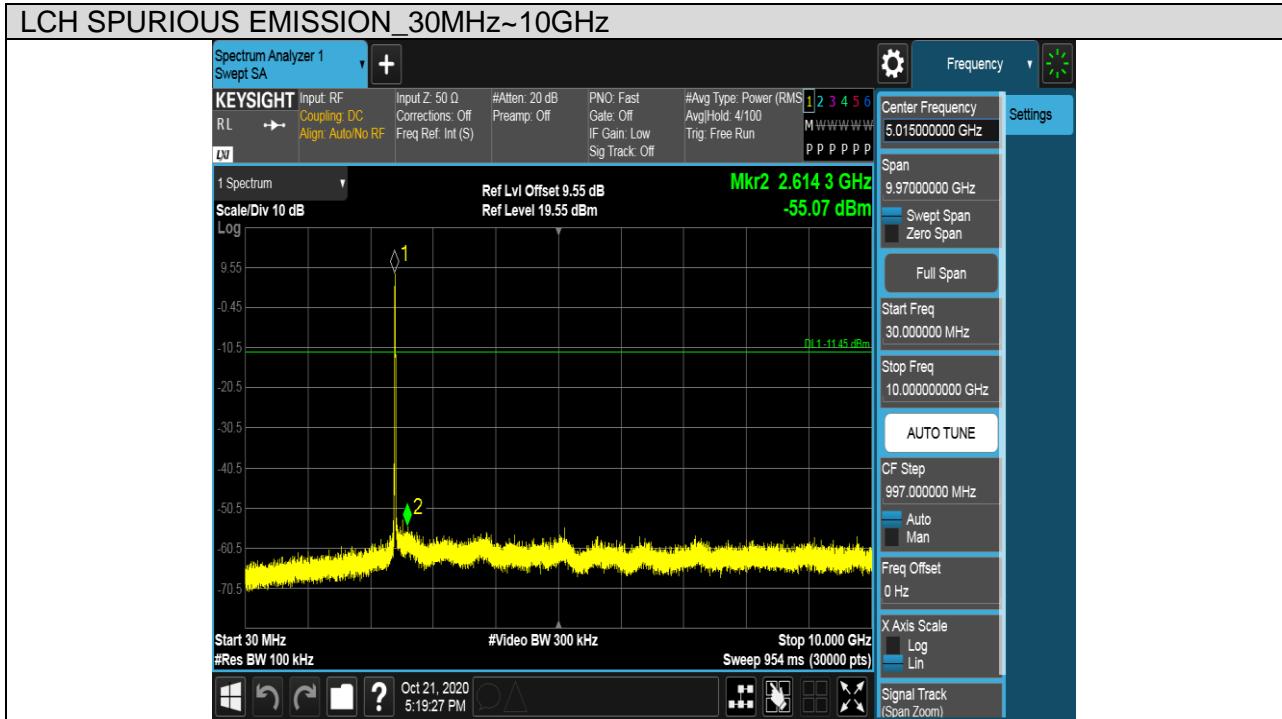 LCH SPURIOUS EMISSION_30MHz~10GHz
Spectrum Analyzer 1
Swept SA
+
Frequency
KEYSIGHT
RL
LXI
Input: RF
Coupling: DC
Align: Auto/No RF
Input Z: 50 Ω
Corrections: Off
Freq Ref: Int (S)
#Atten: 20 dB
Preamp: Off
PNO: Fast
Gate: Off
IF Gain: Low
Sig Track: Off
#Avg Type: Power (RMS
Avg|Hold: 4/100
Trig: Free Run
1 2 3 4 5 6
M W W W W W
P P P P P P
1 Spectrum
Scale/Div 10 dB
Ref Lvl Offset 9.55 dB
Ref Level 19.55 dBm
Mkr2 2.614 3 GHz
-55.07 dBm
Log
1
9.55
-0.45
-10.5
DL1 -11.45 dBm
-20.5
-30.5
-40.5
-50.5
2
-60.5
-70.5
Start 30 MHz
#Res BW 100 kHz
#Video BW 300 kHz
Stop 10.000 GHz
Sweep 954 ms (30000 pts)
Center Frequency
5.015000000 GHz
Settings
Span
9.97000000 GHz
Swept Span
Zero Span
Full Span
Start Freq
30.000000 MHz
Stop Freq
10.000000000 GHz
AUTO TUNE
CF Step
997.000000 MHz
Auto
Man
Freq Offset
0 Hz
X Axis Scale
Log
Lin
Signal Track
(Span Zoom)
?
Oct 21, 2020
5:19:27 PM